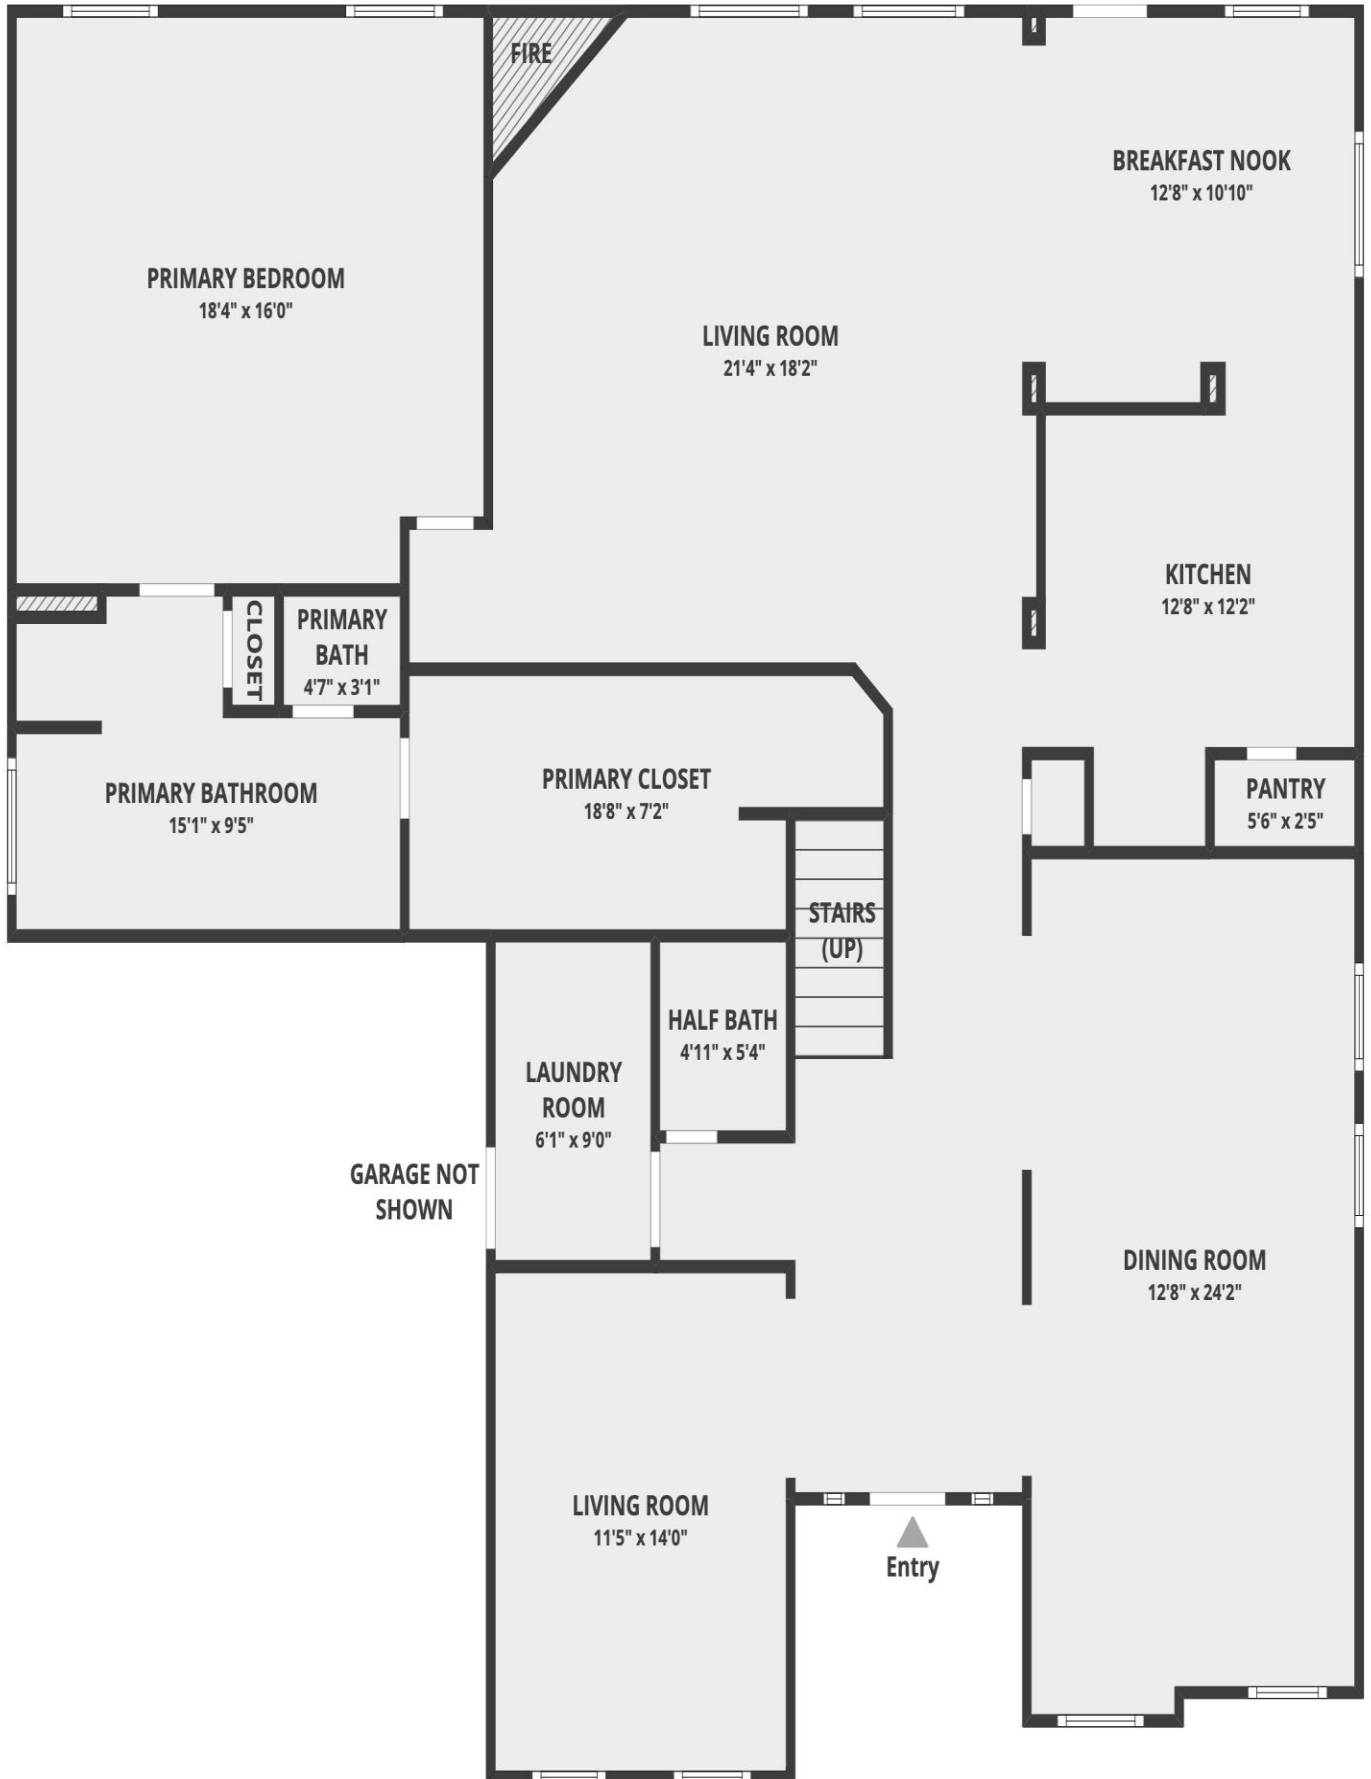 FIRE
BREAKFAST NOOK
12'8" x 10'10"
PRIMARY BEDROOM
18'4" x 16'0"
LIVING ROOM
21'4" x 18'2"
KITCHEN
12'8" x 12'2"
CLOSET
PRIMARY
BATH
4'7" x 3'1"
PRIMARY BATHROOM
15'1" x 9'5"
PRIMARY CLOSET
18'8" x 7'2"
PANTRY
5'6" x 2'5"
STAIRS
(UP)
HALF BATH
4'11" x 5'4"
LAUNDRY
ROOM
6'1" x 9'0"
GARAGE NOT
SHOWN
DINING ROOM
12'8" x 24'2"
LIVING ROOM
11'5" x 14'0"
Entry